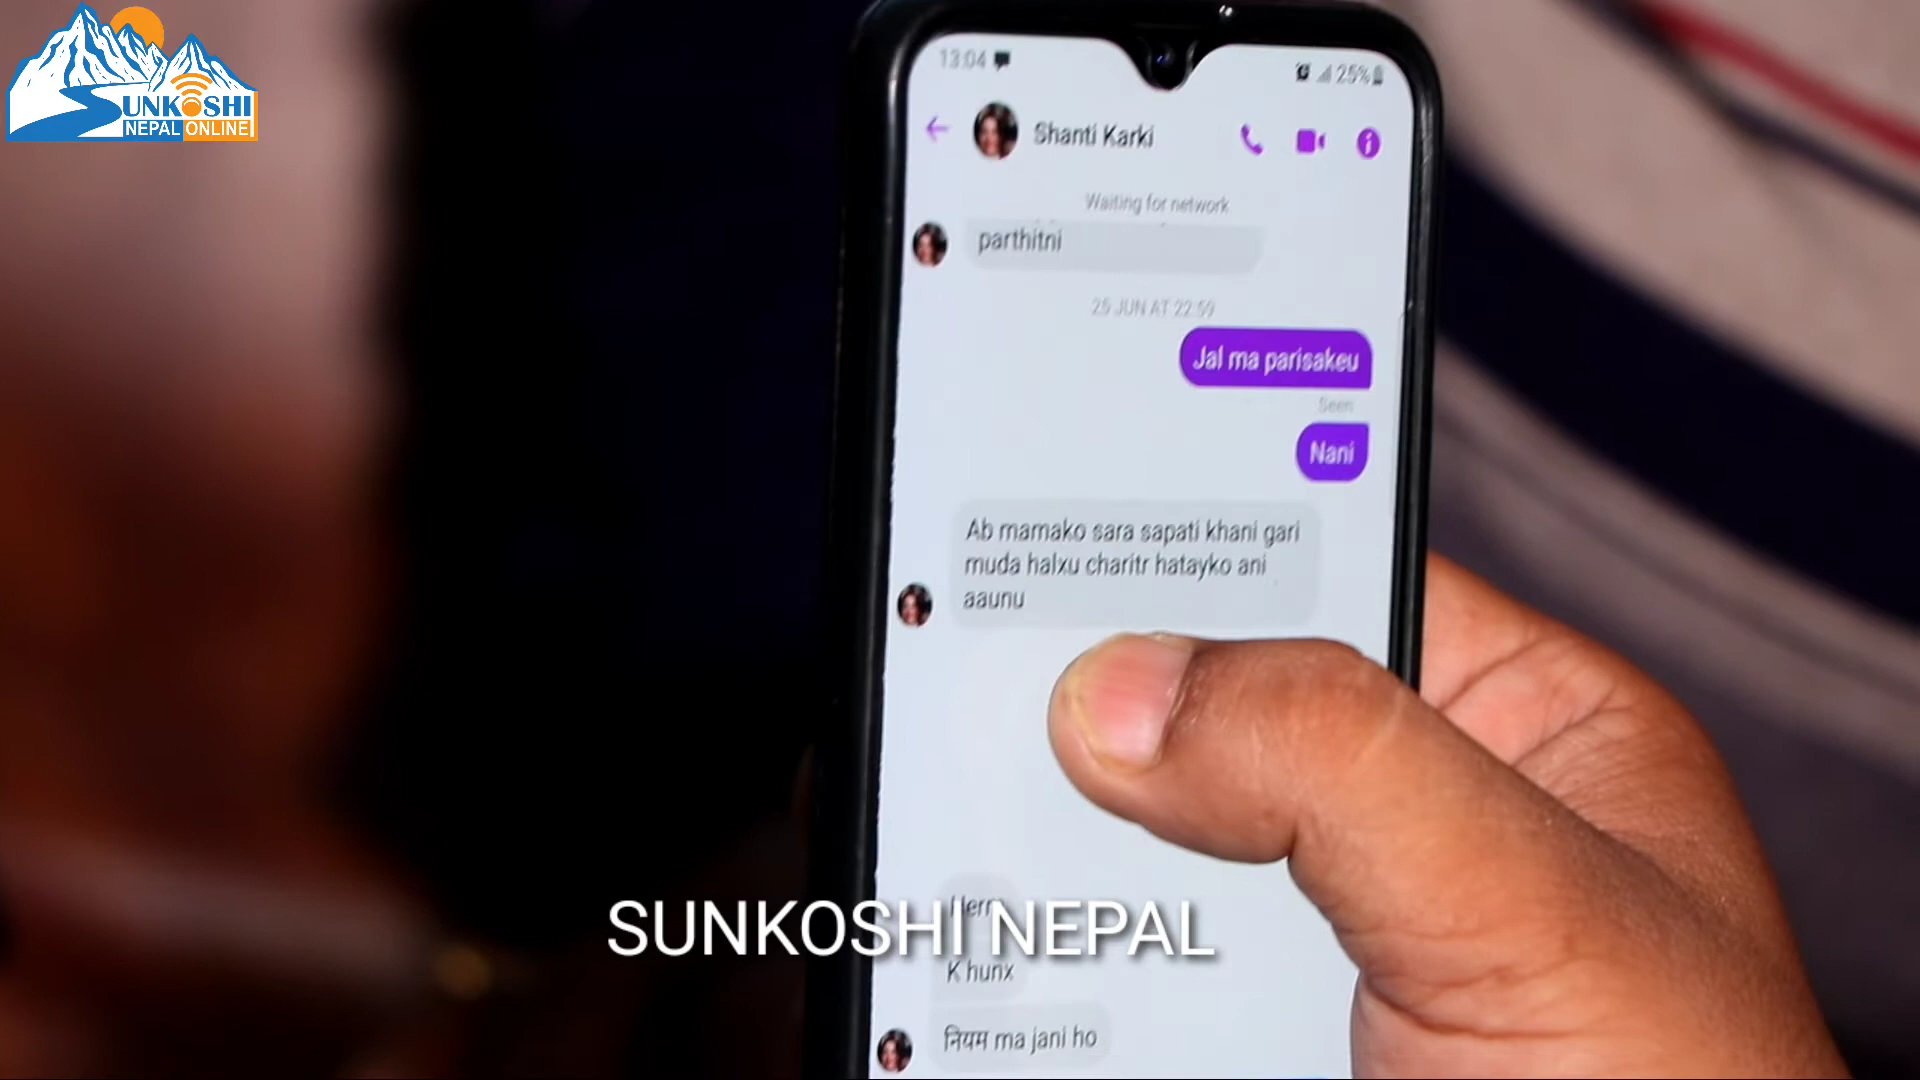 SUNKOSHI
NEPAL ONLINE
13:04
25%
Shanti Karki
Waiting for network
parthitni
25 JUN AT 22:59
Jal ma parisakeu
Seen
Nani
Ab mamako sara sapati khani gari
muda halxu charitr hatayko ani
aaunu
SUNKOSHI NEPAL
K hunx
नियम ma jani ho